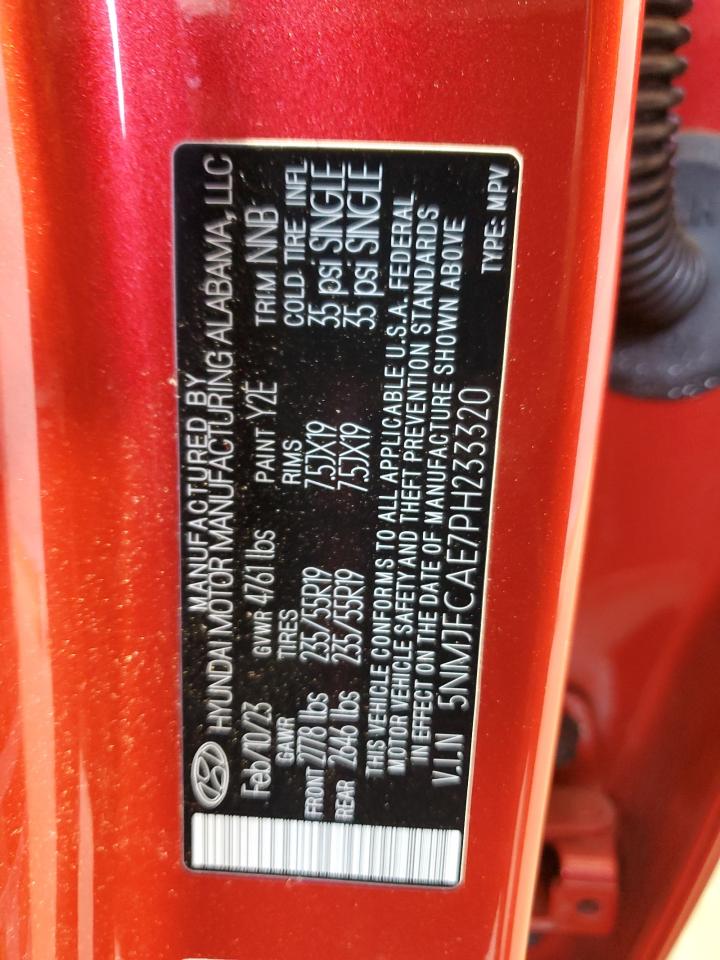 MANUFACTURED BY
HYUNDAI MOTOR MANUFACTURING ALABAMA, LLC
Feb/10/23 GVWR 4761 lbs PAINT Y2E TRIM NNB
GAWR TIRES RIMS COLD TIRE INFL
FRONT 2778 lbs 235/55R19 7.5JX19 35 psi SINGLE
REAR 2646 lbs 235/55R19 7.5JX19 35 psi SINGLE
THIS VEHICLE CONFORMS TO ALL APPLICABLE U.S.A. FEDERAL
MOTOR VEHICLE SAFETY AND THEFT PREVENTION STANDARDS
IN EFFECT ON THE DATE OF MANUFACTURE SHOWN ABOVE
V.I.N 5NMJFCAE7PH233320
TYPE: MPV